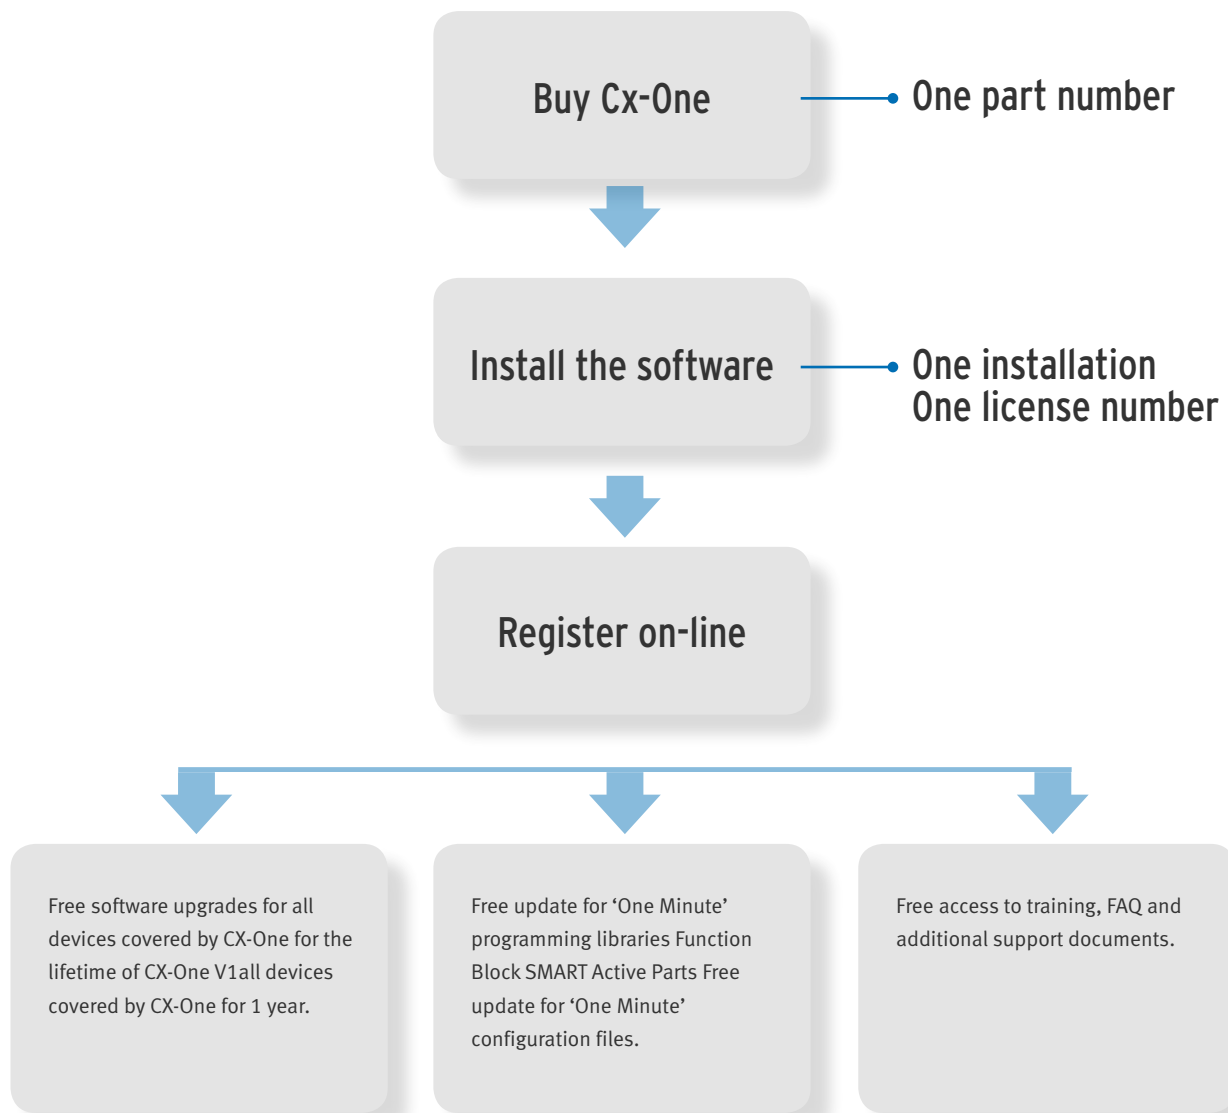 Buy Cx-One
One part number
Install the software
One installation
One license number
Register on-line
Free software upgrades for all
devices covered by CX-One for the
lifetime of CX-One V1all devices
covered by CX-One for 1 year.
Free update for ‘One Minute’
programming libraries Function
Block SMART Active Parts Free
update for ‘One Minute’
configuration files.
Free access to training, FAQ and
additional support documents.